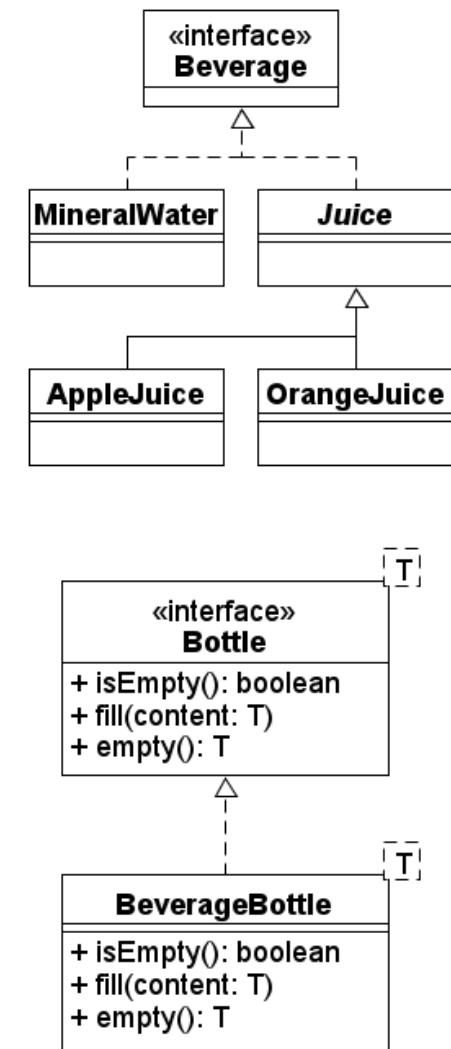 «interface»
Beverage
MineralWater
Juice
AppleJuice
OrangeJuice
T
«interface»
Bottle
+ isEmpty(): boolean
+ fill(content: T)
+ empty(): T
T
BeverageBottle
+ isEmpty(): boolean
+ fill(content: T)
+ empty(): T